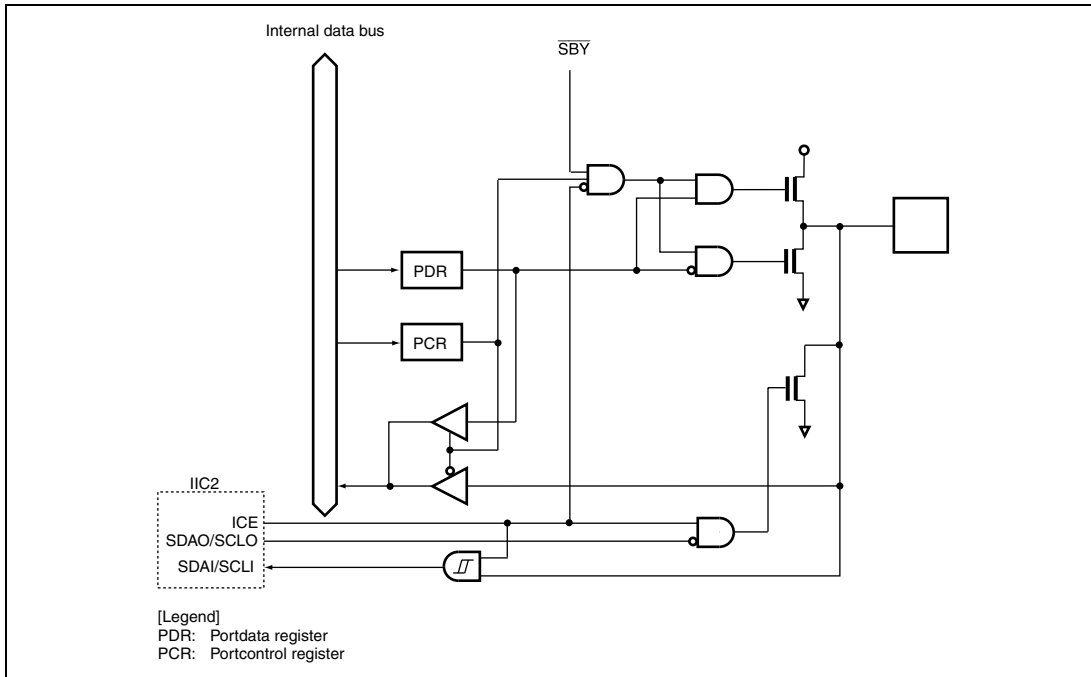 Internal data bus
SBY
PDR
PCR
IIC2
ICE
SDAO/SCLO
SDAI/SCLI
[Legend]
PDR: Portdata register
PCR: Portcontrol register